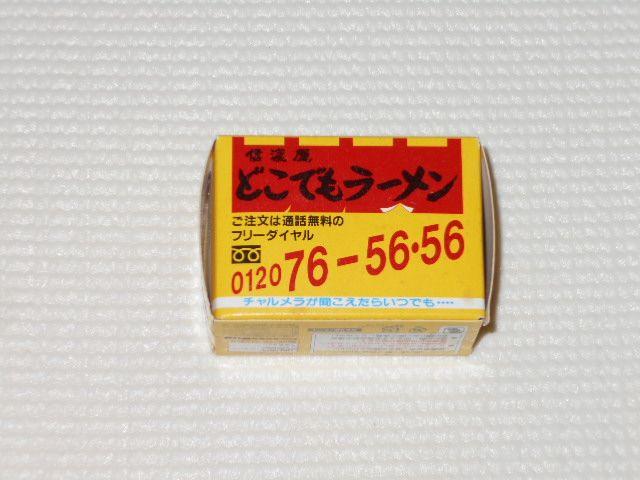 信濃屋
どこでもラーメン
ご注文は通話無料の
フリーダイヤル
0120 76-56・56
チャルメラが聞こえたらいつでも‥‥